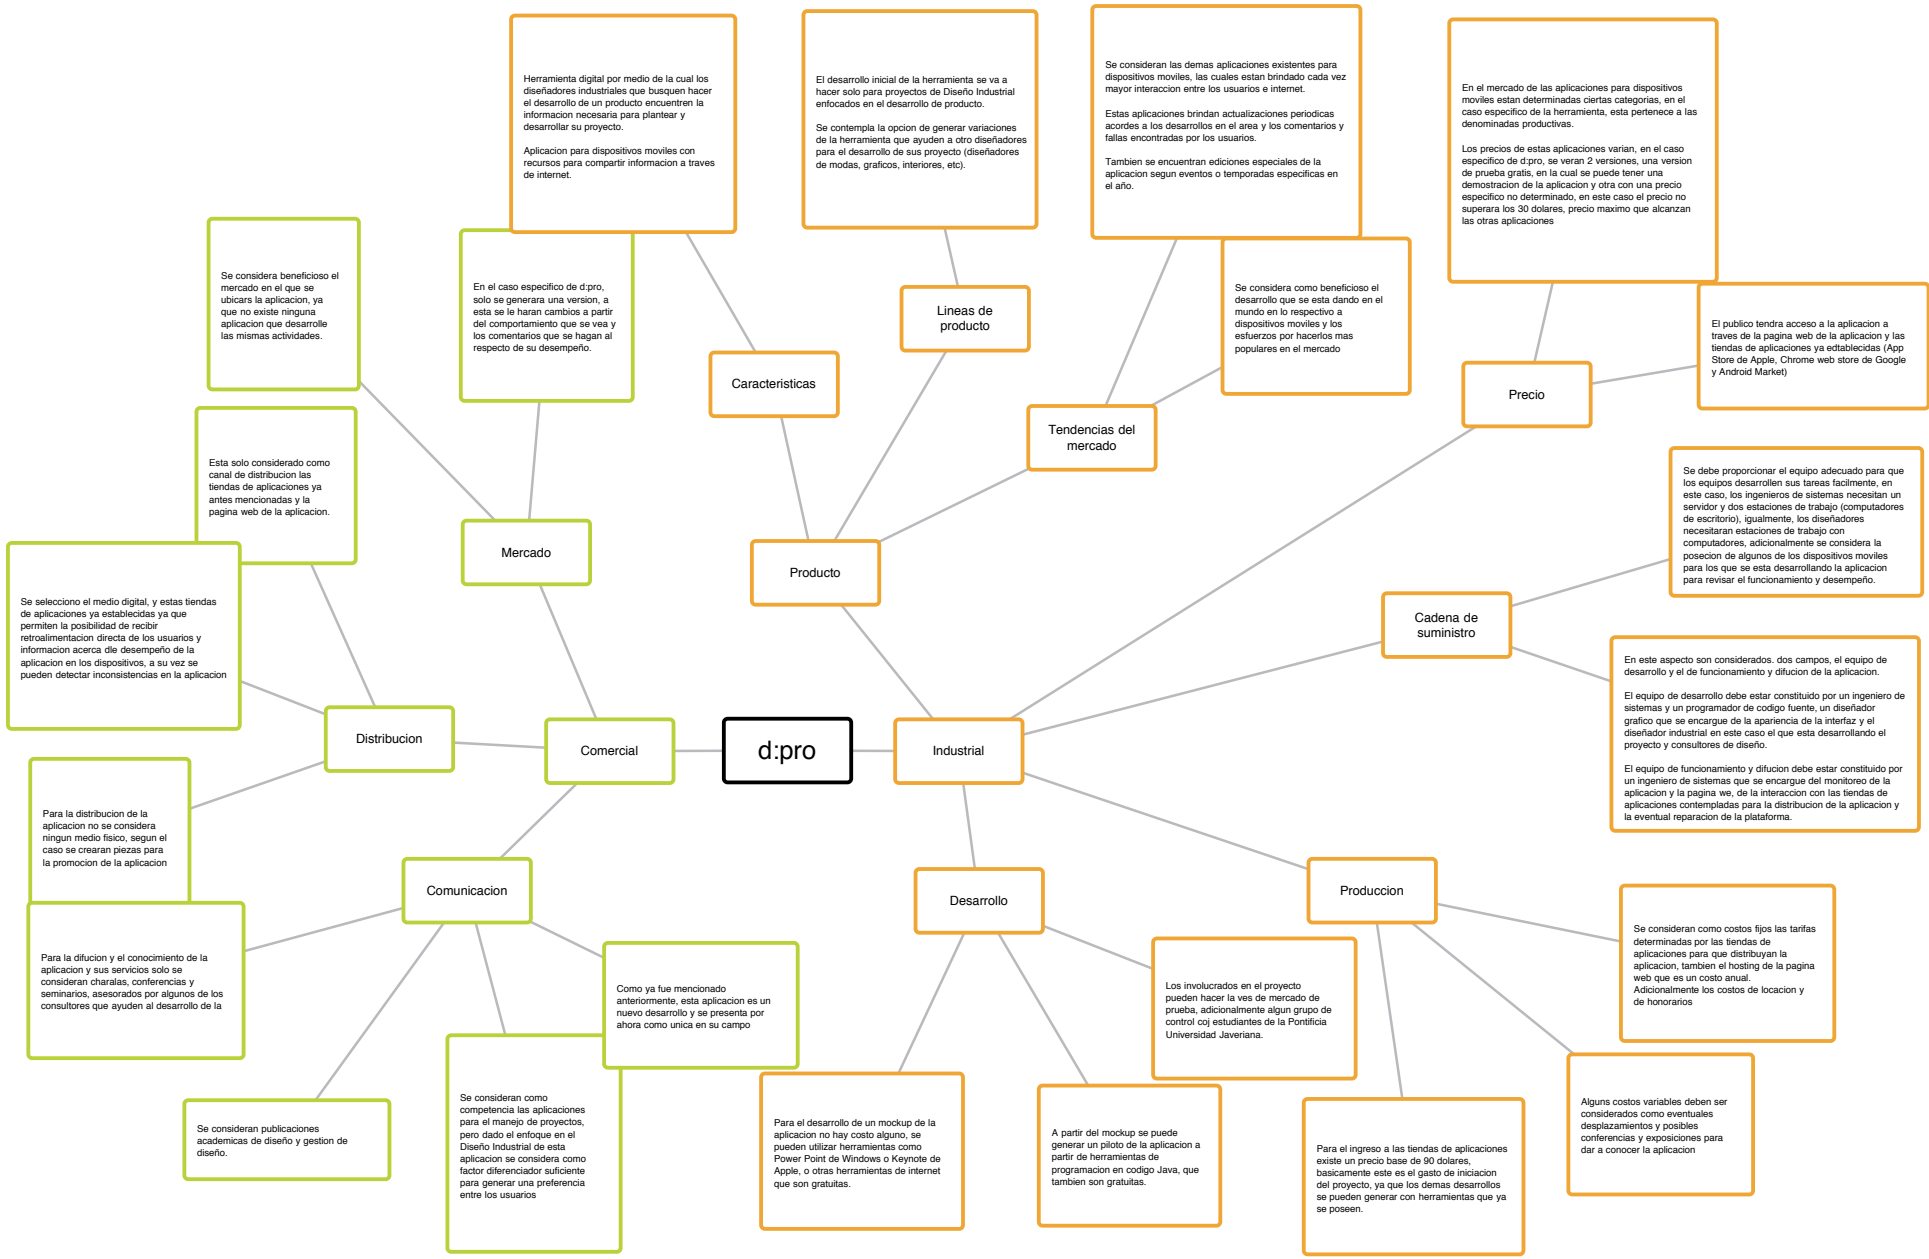 Herramienta digital por medio de la cual los
diseñadores industriales que busquen hacer
el desarrollo de un producto encuentren la
informacion necesaria para plantear y
desarrollar su proyecto.
Aplicacion para dispositivos moviles con
recursos para compartir informacion a traves
de internet.
El desarrollo inicial de la herramienta se va a
hacer solo para proyectos de Diseño Industrial
enfocados en el desarrollo de producto.
Se contempla la opcion de generar variaciones
de la herramienta que ayuden a otro diseñadores
para el desarrollo de sus proyecto (diseñadores
de modas, graficos, interiores, etc).
Se consideran las demas aplicaciones existentes para
dispositivos moviles, las cuales estan brindado cada vez
mayor interaccion entre los usuarios e internet.
Estas aplicaciones brindan actualizaciones periodicas
acordes a los desarrollos en el area y los comentarios y
fallas encontradas por los usuarios.
Tambien se encuentran ediciones especiales de la
aplicacion segun eventos o temporadas especificas en
el año.
En el mercado de las aplicaciones para dispositivos
moviles estan determinadas ciertas categorias, en el
caso especifico de la herramienta, esta pertenece a las
denominadas productivas.
Los precios de estas aplicaciones varian, en el caso
especifico de d:pro, se veran 2 versiones, una version
de prueba gratis, en la cual se puede tener una
demostracion de la aplicacion y otra con una precio
especifico no determinado, en este caso el precio no
superara los 30 dolares, precio maximo que alcanzan
las otras aplicaciones
Se considera beneficioso el
mercado en el que se
ubicars la aplicacion, ya
que no existe ninguna
aplicacion que desarrolle
las mismas actividades.
En el caso especifico de d:pro,
solo se generara una version, a
esta se le haran cambios a partir
del comportamiento que se vea y
los comentarios que se hagan al
respecto de su desempeño.
Lineas de
producto
Se considera como beneficioso el
desarrollo que se esta dando en el
mundo en lo respectivo a
dispositivos moviles y los
esfuerzos por hacerlos mas
populares en el mercado
El publico tendra acceso a la aplicacion a
traves de la pagina web de la aplicacion y las
tiendas de aplicaciones ya edtablecidas (App
Store de Apple, Chrome web store de Google
y Android Market)
Caracteristicas
Precio
Tendencias del
mercado
Esta solo considerado como
canal de distribucion las
tiendas de aplicaciones ya
antes mencionadas y la
pagina web de la aplicacion.
Se debe proporcionar el equipo adecuado para que
los equipos desarrollen sus tareas facilmente, en
este caso, los ingenieros de sistemas necesitan un
servidor y dos estaciones de trabajo (computadores
de escritorio), igualmente, los diseñadores
necesitaran estaciones de trabajo con
computadores, adicionalmente se considera la
posecion de algunos de los dispositivos moviles
para los que se esta desarrollando la aplicacion
para revisar el funcionamiento y desempeño.
Mercado
Producto
Se selecciono el medio digital, y estas tiendas
de aplicaciones ya establecidas ya que
permiten la posibilidad de recibir
retroalimentacion directa de los usuarios y
informacion acerca dle desempeño de la
aplicacion en los dispositivos, a su vez se
pueden detectar inconsistencias en la aplicacion
Cadena de
suministro
En este aspecto son considerados. dos campos, el equipo de
desarrollo y el de funcionamiento y difucion de la aplicacion.
El equipo de desarrollo debe estar constituido por un ingeniero de
sistemas y un programador de codigo fuente, un diseñador
grafico que se encargue de la apariencia de la interfaz y el
diseñador industrial en este caso el que esta desarrollando el
proyecto y consultores de diseño.
El equipo de funcionamiento y difucion debe estar constituido por
un ingeniero de sistemas que se encargue del monitoreo de la
aplicacion y la pagina we, de la interaccion con las tiendas de
aplicaciones contempladas para la distribucion de la aplicacion y
la eventual reparacion de la plataforma.
Distribucion
Comercial
d:pro
Industrial
Para la distribucion de la
aplicacion no se considera
ningun medio fisico, segun el
caso se crearan piezas para
la promocion de la aplicacion
Comunicacion
Desarrollo
Produccion
Para la difucion y el conocimiento de la
aplicacion y sus servicios solo se
consideran charalas, conferencias y
seminarios, asesorados por algunos de los
consultores que ayuden al desarrollo de la
Como ya fue mencionado
anteriormente, esta aplicacion es un
nuevo desarrollo y se presenta por
ahora como unica en su campo
Los involucrados en el proyecto
pueden hacer la ves de mercado de
prueba, adicionalmente algun grupo de
control coj estudiantes de la Pontificia
Universidad Javeriana.
Se consideran como costos fijos las tarifas
determinadas por las tiendas de
aplicaciones para que distribuyan la
aplicacion, tambien el hosting de la pagina
web que es un costo anual.
Adicionalmente los costos de locacion y
de honorarios
Se consideran publicaciones
academicas de diseño y gestion de
diseño.
Se consideran como
competencia las aplicaciones
para el manejo de proyectos,
pero dado el enfoque en el
Diseño Industrial de esta
aplicacion se considera como
factor diferenciador suficiente
para generar una preferencia
entre los usuarios
Para el desarrollo de un mockup de la
aplicacion no hay costo alguno, se
pueden utilizar herramientas como
Power Point de Windows o Keynote de
Apple, o otras herramientas de internet
que son gratuitas.
A partir del mockup se puede
generar un piloto de la aplicacion a
partir de herramientas de
programacion en codigo Java, que
tambien son gratuitas.
Para el ingreso a las tiendas de aplicaciones
existe un precio base de 90 dolares,
basicamente este es el gasto de iniciacion
del proyecto, ya que los demas desarrollos
se pueden generar con herramientas que ya
se poseen.
Alguns costos variables deben ser
considerados como eventuales
desplazamientos y posibles
conferencias y exposiciones para
dar a conocer la aplicacion